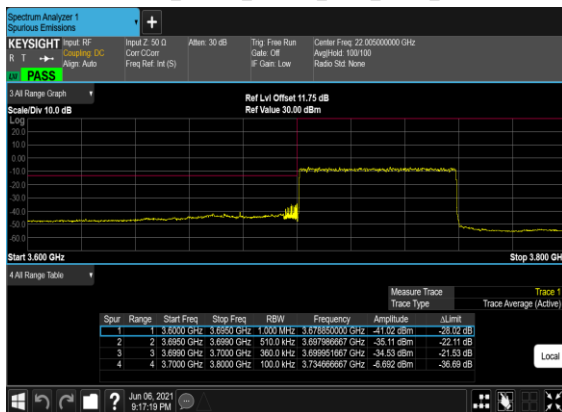 Spectrum Analyzer 1
Spurious Emissions
KEYSIGHT Input: RF Input Z: 50 Ω Atten: 30 dB Trig: Free Run Center Freq: 22.005000000 GHz
R T Coupling: DC Corr CCorr Gate: Off Avg|Hold: 100/100
Align: Auto Freq Ref: Int (S) IF Gain: Low Radio Std: None
PASS
3 All Range Graph
Ref Lvl Offset 11.75 dB
Scale/Div 10.0 dB Ref Value 30.00 dBm
Log
20.0
10.0
0.00
-10.0
-20.0
-30.0
-40.0
-50.0
-60.0
Start 3.600 GHz Stop 3.800 GH
4 All Range Table
Measure Trace Trace 1
Trace Type Trace Average (Active)
Spur Range Start Freq Stop Freq RBW Frequency Amplitude ΔLimit
1 1 3.6000 GHz 3.6950 GHz 1.000 MHz 3.678850000 GHz -41.02 dBm -28.02 dB
2 2 3.6950 GHz 3.6990 GHz 510.0 kHz 3.697986667 GHz -35.11 dBm -22.11 dB
3 3 3.6990 GHz 3.7000 GHz 360.0 kHz 3.699951667 GHz -34.53 dBm -21.53 dB
4 4 3.7000 GHz 3.8000 GHz 100.0 kHz 3.734666667 GHz -6.692 dBm -36.69 dB
Local
?
Jun 06, 2021
9:17:19 PM